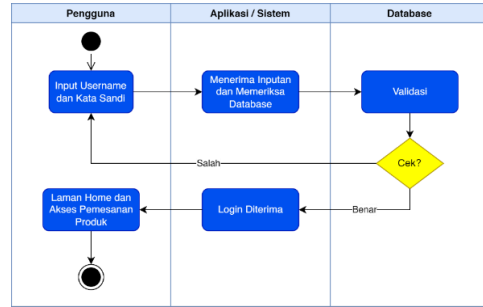 Pengguna
Aplikasi / Sistem
Database
Input Username
dan Kata Sandi
Menerima Inputan
dan Memeriksa
Database
Validasi
Cek?
Salah
Benar
Laman Home dan
Akses Pemesanan
Produk
Login Diterima